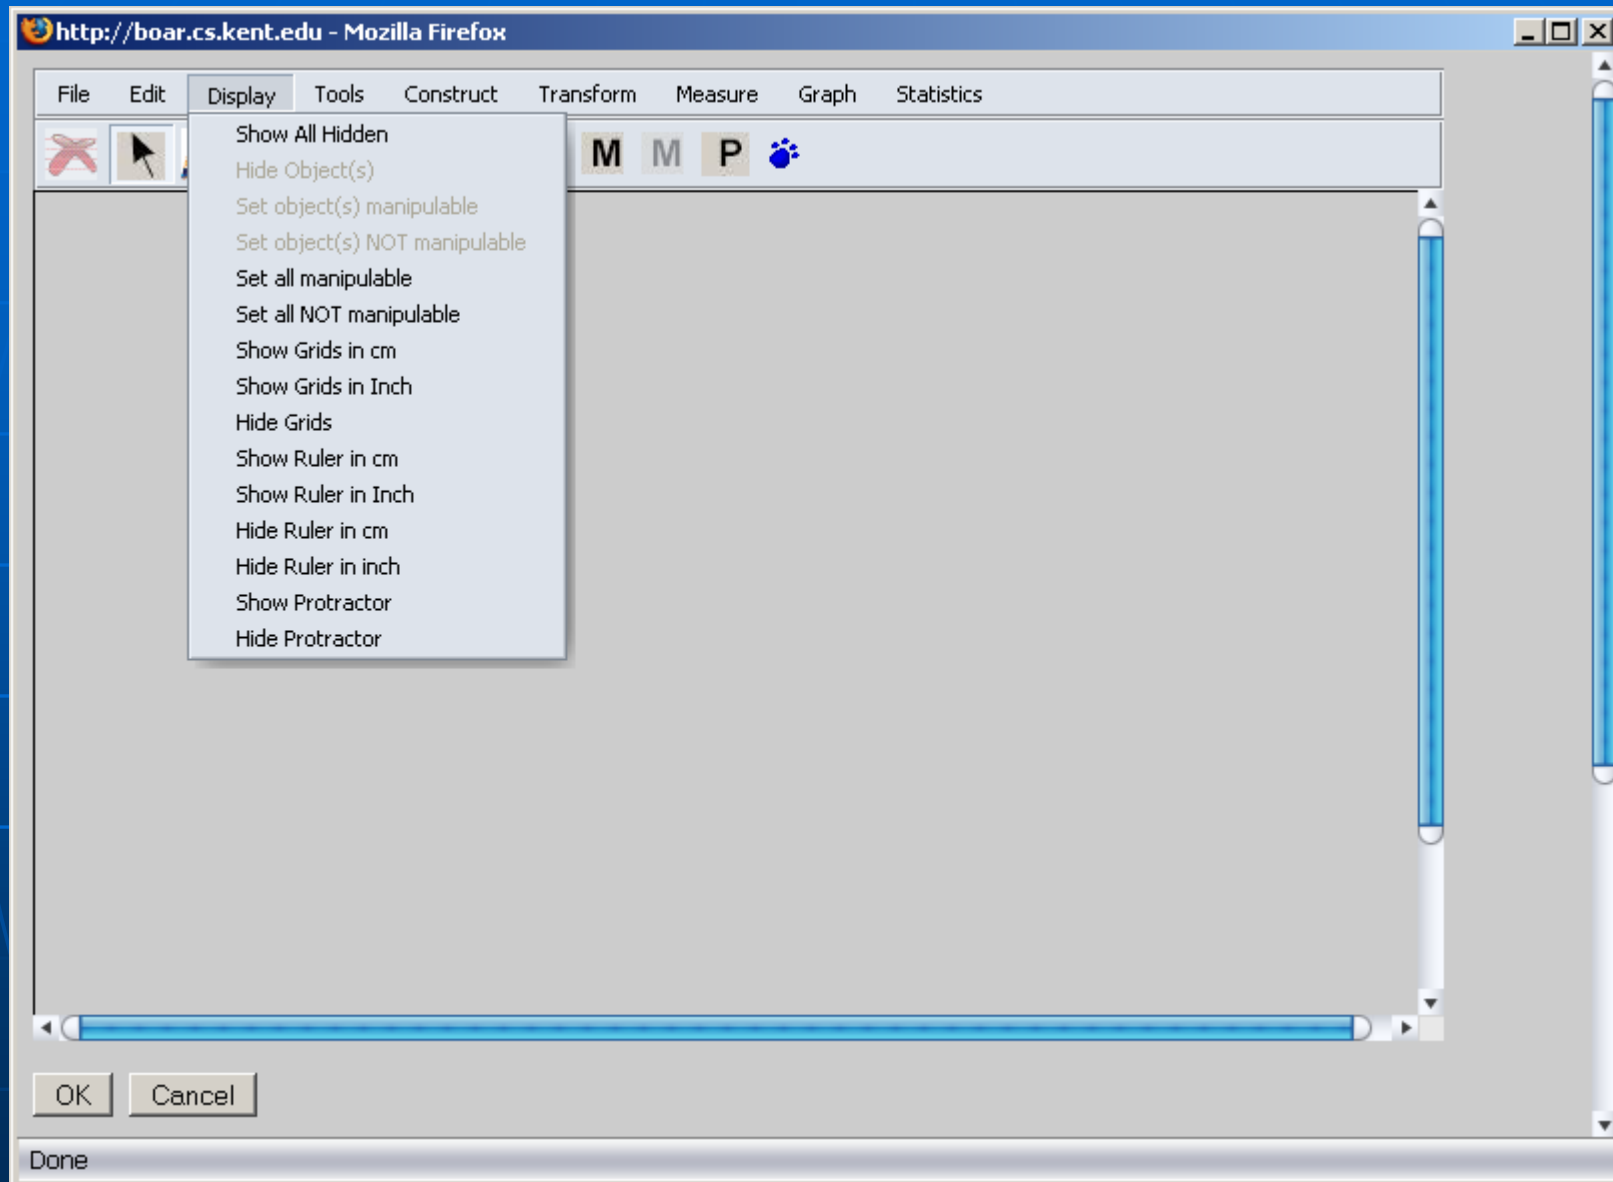 http://boar.cs.kent.edu - Mozilla Firefox
File Edit Display Tools Construct Transform Measure Graph Statistics
M M P
Show All Hidden
Hide Object(s)
Set object(s) manipulable
Set object(s) NOT manipulable
Set all manipulable
Set all NOT manipulable
Show Grids in cm
Show Grids in Inch
Hide Grids
Show Ruler in cm
Show Ruler in Inch
Hide Ruler in cm
Hide Ruler in inch
Show Protractor
Hide Protractor
OK Cancel
Done